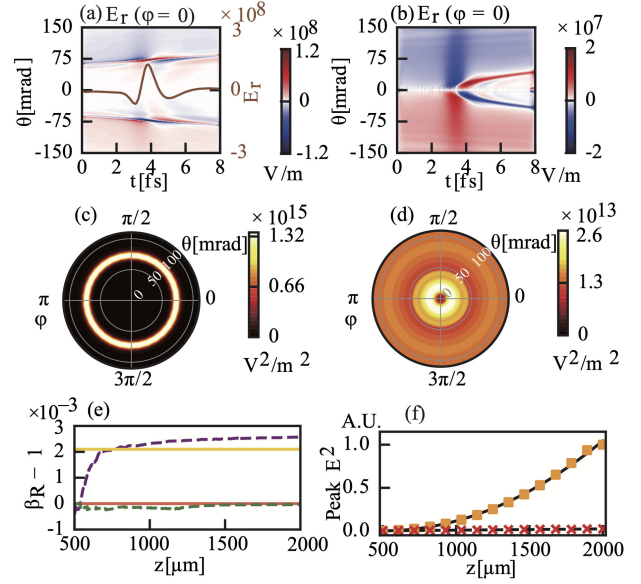 (a) E_r (φ = 0)
3 × 10^8
× 10^8
150
75
0
-75
-150
θ[mrad]
0 2 4 6 8
t[fs]
E_r
0
-3
1.2
0
-1.2
V/m
(b) E_r (φ = 0)
× 10^7
150
75
0
-75
-150
θ[mrad]
0 2 4 6 8
t[fs]
2
0
-2
V/m
(c) π/2
θ[mrad]
0 50 100
π
φ
0
3π/2
× 10^15
1.32
0.66
0
V^2/m^2
(d) π/2
θ[mrad]
0 50 100
π
φ
0
3π/2
× 10^13
2.6
1.3
0
V^2/m^2
×10^-3 (e)
3
2
0
-1
β_R − 1
500 1000 1500 2000
z[μm]
A.U. (f)
1.0
0.5
0.0
Peak E^2
500 1000 1500 2000
z[μm]